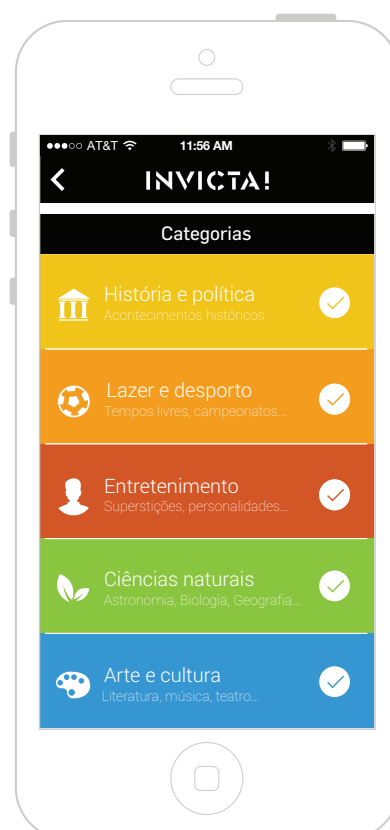 AT&T 11:56 AM
INVICTA!
Categorias
História e política
Acontecimentos históricos
Lazer e desporto
Tempos livres, campeonatos...
Entretenimento
Superstições, personalidades...
Ciências naturais
Astronomia, Biologia, Geografia...
Arte e cultura
Literatura, música, teatro...